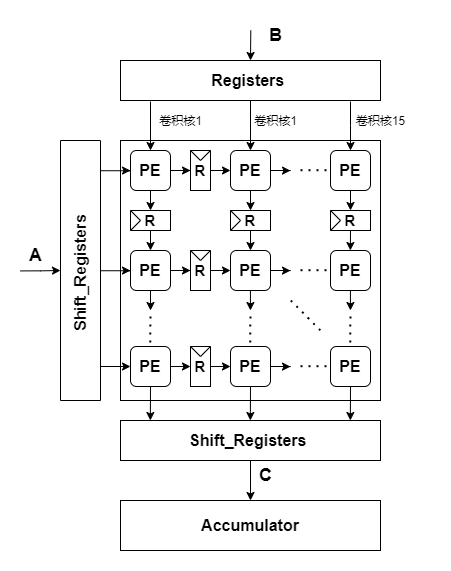 B
Registers
卷积核1 卷积核1 卷积核15
PE R PE PE
R R R
A
Shift_Registers
PE R PE PE
PE R PE PE
Shift_Registers
C
Accumulator